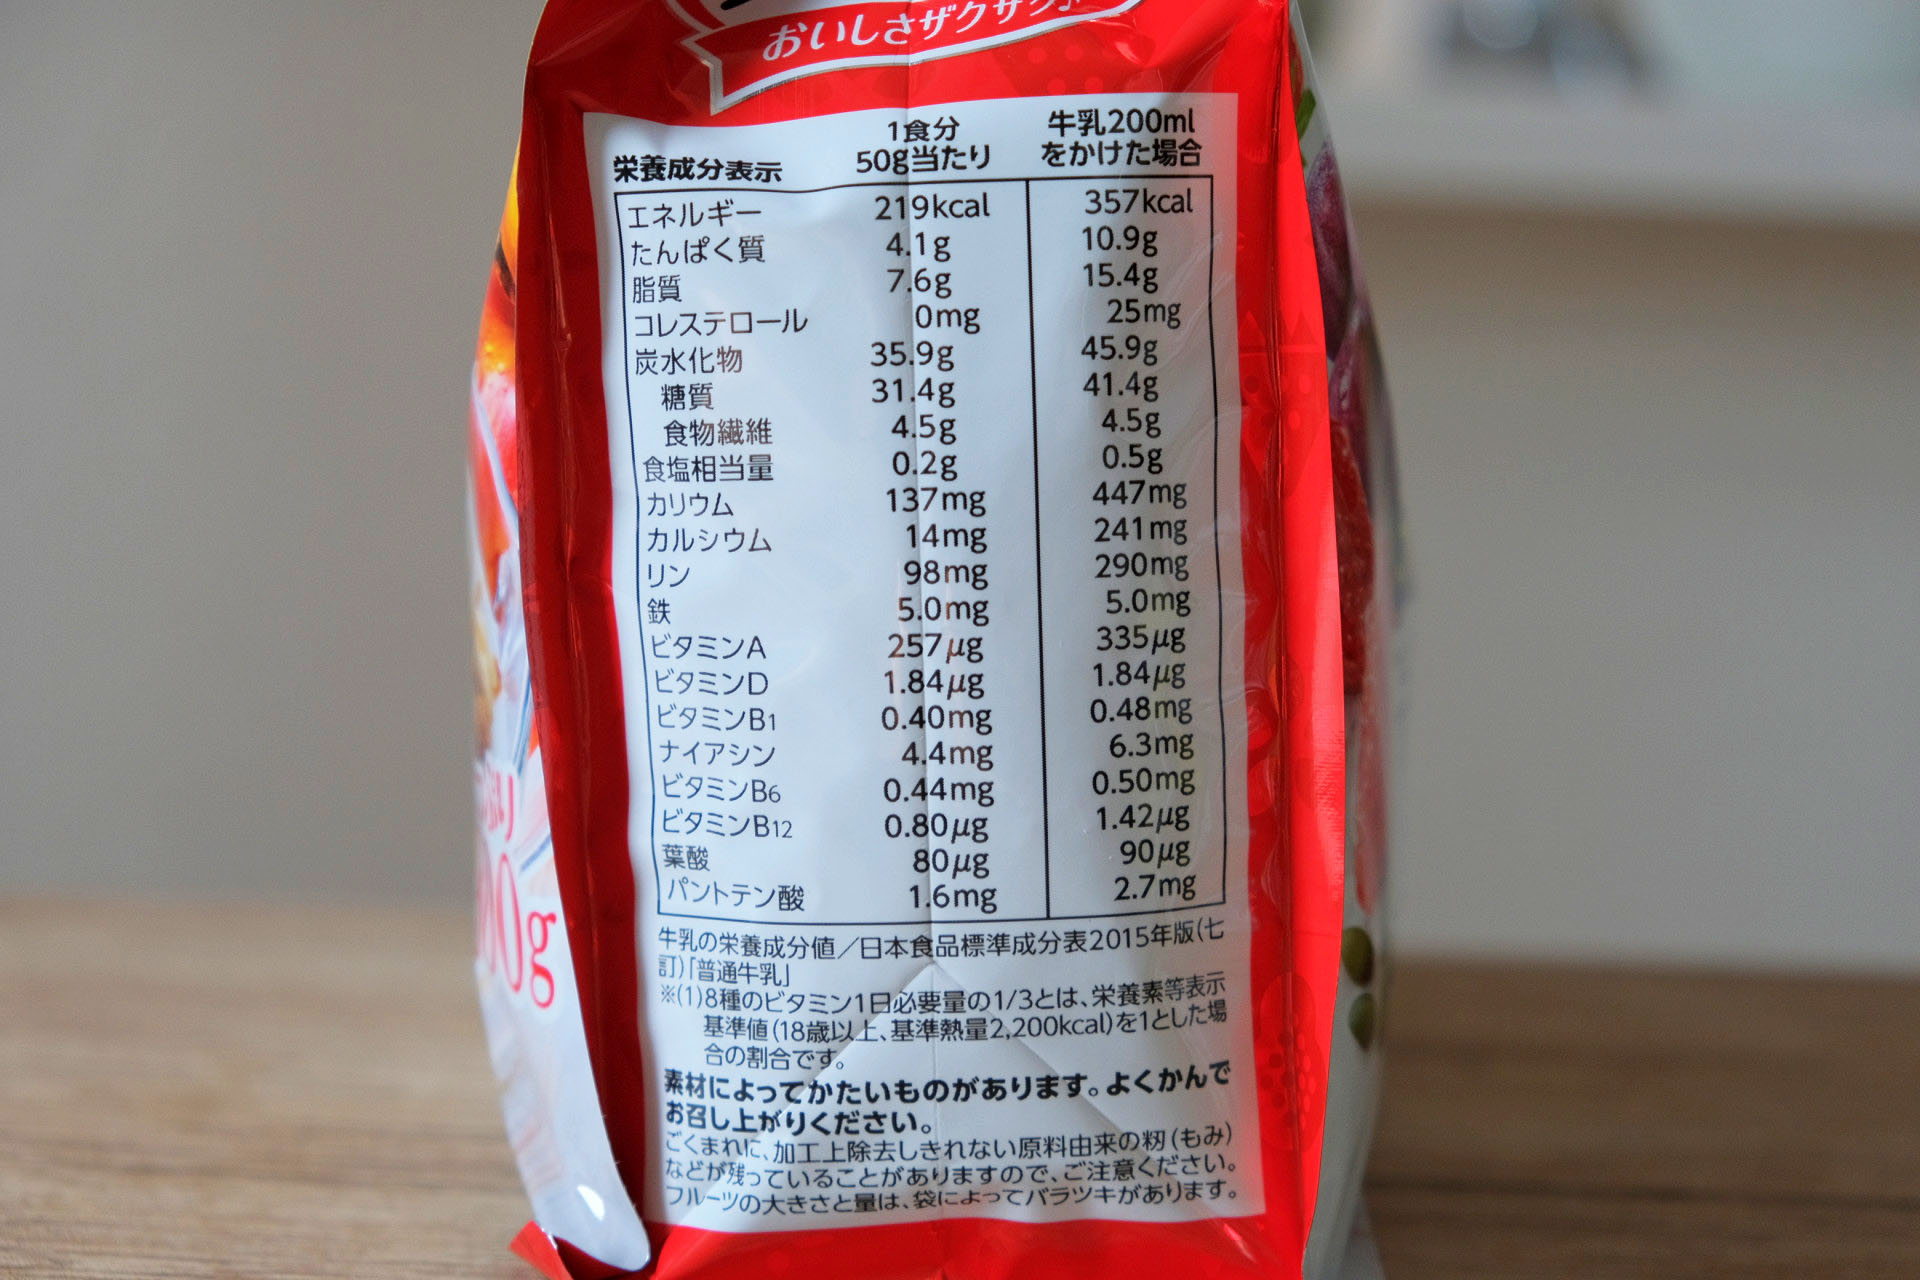 おいしさザクザク♪
1食分 牛乳200ml
栄養成分表示 50g当たり をかけた場合
エネルギー 219kcal 357kcal
たんぱく質 4.1g 10.9g
脂質 7.6g 15.4g
コレステロール 0mg 25mg
炭水化物 35.9g 45.9g
糖質 31.4g 41.4g
食物繊維 4.5g 4.5g
食塩相当量 0.2g 0.5g
カリウム 137mg 447mg
カルシウム 14mg 241mg
リン 98mg 290mg
鉄 5.0mg 5.0mg
ビタミンA 257μg 335μg
ビタミンD 1.84μg 1.84μg
ビタミンB1 0.40mg 0.48mg
ナイアシン 4.4mg 6.3mg
ビタミンB6 0.44mg 0.50mg
ビタミンB12 0.80μg 1.42μg
葉酸 80μg 90μg
パントテン酸 1.6mg 2.7mg
牛乳の栄養成分値／日本食品標準成分表2015年版(七
訂)「普通牛乳」
※(1)8種のビタミン1日必要量の1/3とは、栄養素等表示
基準値(18歳以上、基準熱量2,200kcal)を1とした場
合の割合です。
素材によってかたいものがあります。よくかんで
お召し上がりください。
ごくまれに、加工上除去しきれない原料由来の籾(もみ)
などが残っていることがありますので、ご注意ください。
フルーツの大きさと量は、袋によってバラツキがあります。